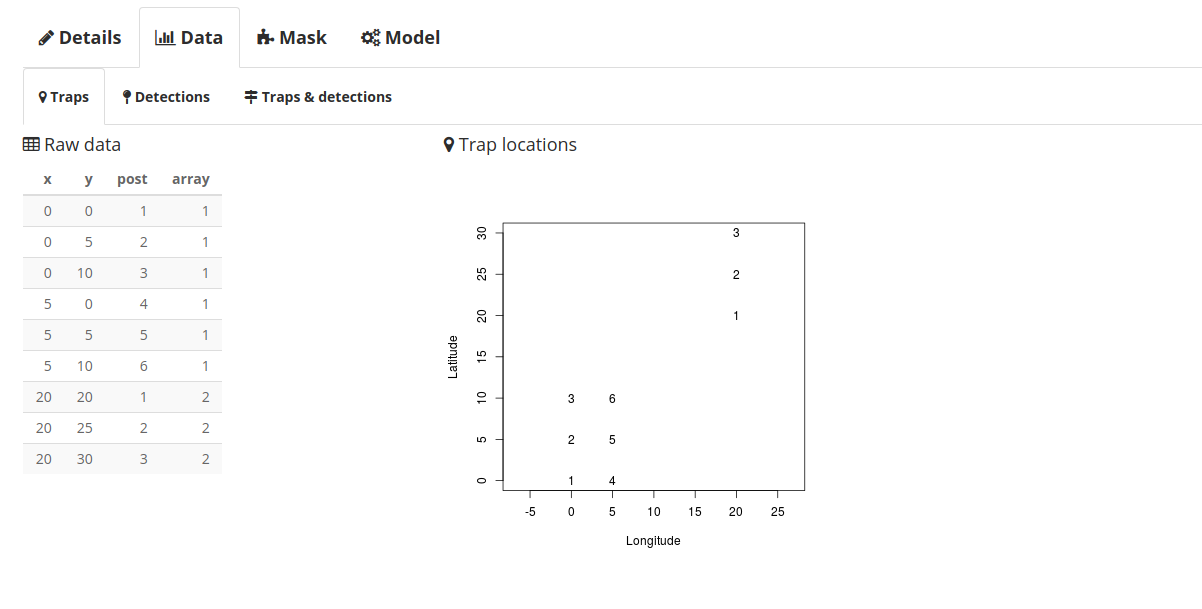 Details Data Mask Model
Traps Detections Traps & detections
Raw data
x y post array
0 0 1 1
0 5 2 1
0 10 3 1
5 0 4 1
5 5 5 1
5 10 6 1
20 20 1 2
20 25 2 2
20 30 3 2
Trap locations
30 3
25 2
20 1
15
10 3 6
5 2 5
0 1 4
Latitude
-5 0 5 10 15 20 25
Longitude